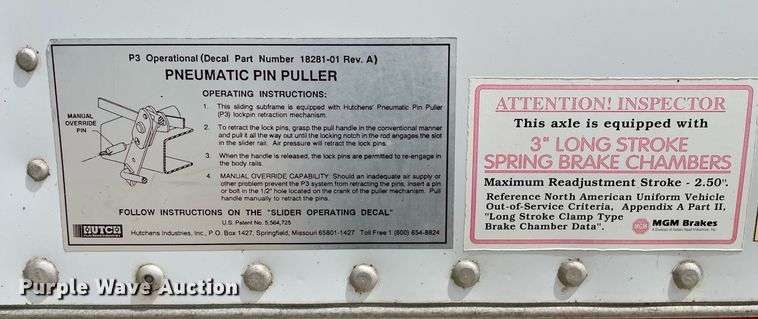 P3 Operational (Decal Part Number 18281-01 Rev. A)
PNEUMATIC PIN PULLER
OPERATING INSTRUCTIONS:
MANUAL
OVERRIDE
PIN
1. This sliding subframe is equipped with Hutchens' Pneumatic Pin Puller
(P3) lockpin retraction mechanism.
2. To retract the lock pins, grasp the pull handle in the conventional manner
and pull it all the way out until the locking notch in the rod engages the slot
in the slider rail. Air pressure will retract the lock pins.
3. When the handle is released, the lock pins are permitted to re-engage in
the body rails.
4. MANUAL OVERRIDE CAPABILITY: Should an inadequate air supply or
other problem prevent the P3 system from retracting the pins, insert a pin
or bolt in the 1/2" hole located on the crank of the puller mechanism. Pull
handle manually to retract the pins.
FOLLOW INSTRUCTIONS ON THE "SLIDER OPERATING DECAL"
U.S. Patent No. 5,564,725
HUTCH
Hutchens Industries, Inc., P.O. Box 1427, Springfield, Missouri 65801-1427 Toll Free 1 (800) 654-8824
ATTENTION! INSPECTOR
This axle is equipped with
3" LONG STROKE
SPRING BRAKE CHAMBERS
Maximum Readjustment Stroke - 2.50".
Reference North American Uniform Vehicle
Out-of-Service Criteria, Appendix A Part II,
"Long Stroke Clamp Type
Brake Chamber Data".
MGM
MGM Brakes
A Division of Indian Head Industries, Inc.
Purple Wave Auction